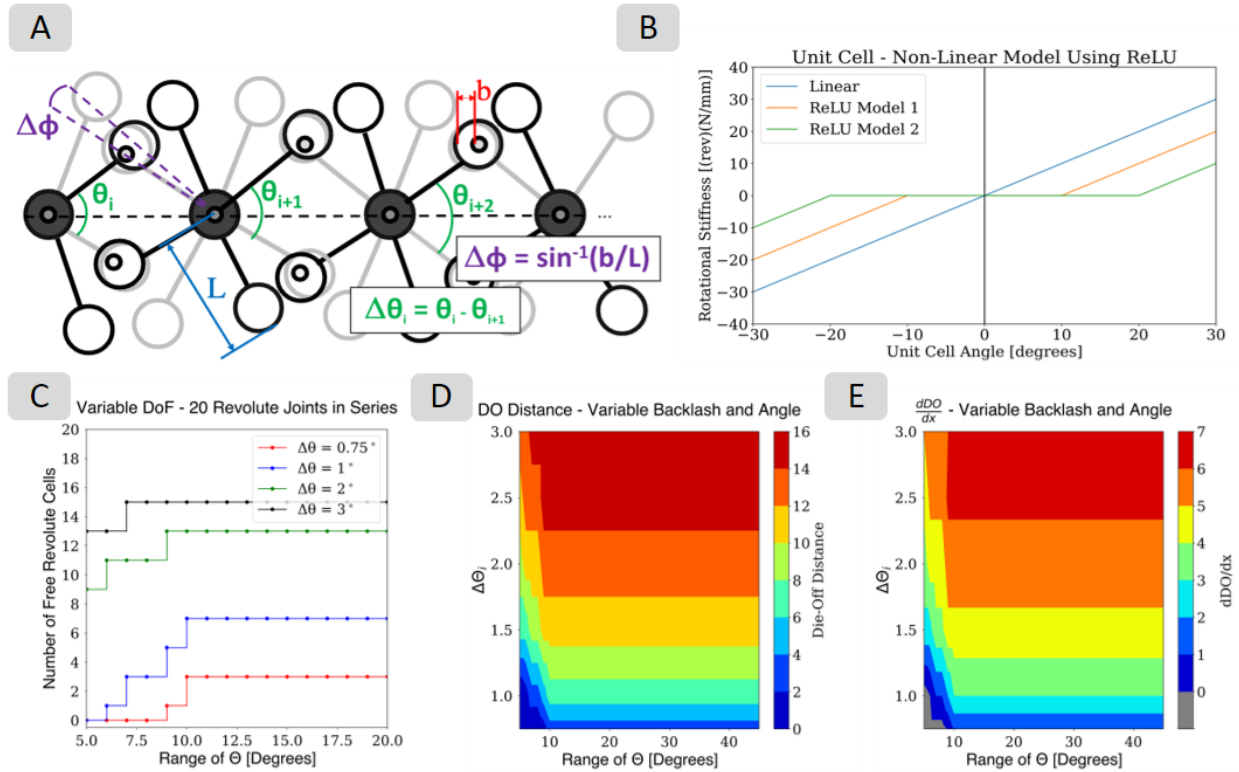 A
Δϕ
b
θi
θi+1
θi+2
...
L
Δϕ = sin-1(b/L)
Δθi = θi - θi+1
B
Unit Cell - Non-Linear Model Using ReLU
Rotational Stiffness [(rev)(N/mm)]
40
30
20
10
0
−10
−20
−30
−40
Linear
ReLU Model 1
ReLU Model 2
−30 −20 −10 0 10 20 30
Unit Cell Angle [degrees]
C
Variable DoF - 20 Revolute Joints in Series
Number of Free Revolute Cells
20
18
16
14
12
10
8
6
4
2
0
Δθ = 0.75°
Δθ = 1°
Δθ = 2°
Δθ = 3°
5.0 7.5 10.0 12.5 15.0 17.5 20.0
Range of Θ [Degrees]
D
DO Distance - Variable Backlash and Angle
ΔΘi
3.0
2.5
2.0
1.5
1.0
10 20 30 40
Range of Θ [Degrees]
16
14
12
10
8
6
4
2
0
Die-Off Distance
E
dDO/dx - Variable Backlash and Angle
ΔΘi
3.0
2.5
2.0
1.5
1.0
10 20 30 40
Range of Θ [Degrees]
7
6
5
4
3
2
1
0
dDO/dx